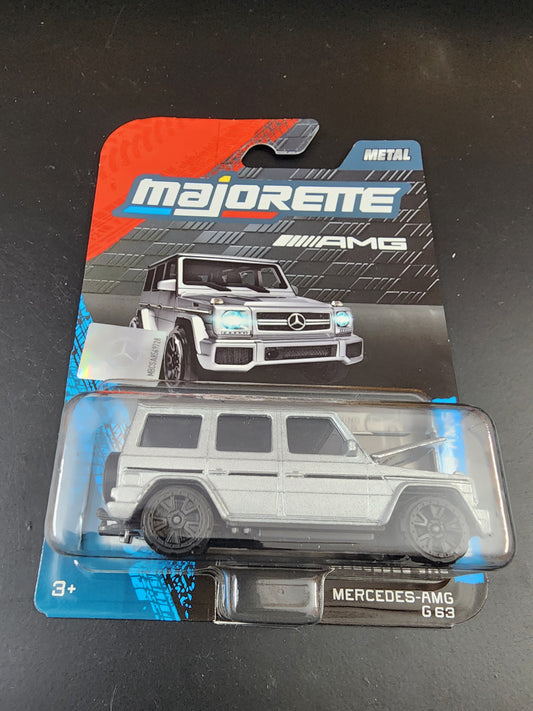 METAL
majorette
AMG
MERCEDES-AMG
G 63
3+